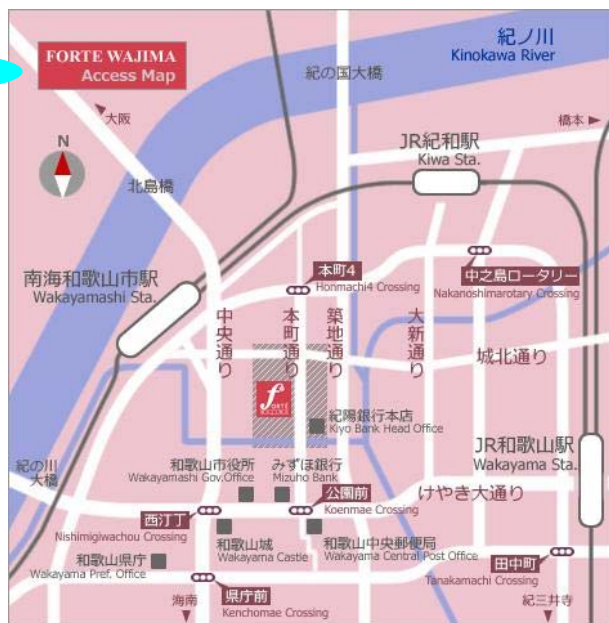 FORTE WAJIMA
Access Map
紀ノ川
Kinokawa River
紀の国大橋
大阪
橋本
N
JR紀和駅
Kiwa Sta.
北島橋
南海和歌山市駅
Wakayamashi Sta.
本町4
Honmachi4 Crossing
中之島ロータリー
Nakanoshimarotary Crossing
中央通り
本町通り
築地通り
大新通り
城北通り
f
FORTE
WAJIMA
紀陽銀行本店
Kiyo Bank Head Office
JR和歌山駅
Wakayama Sta.
紀の川
大橋
和歌山市役所
Wakayamashi Gov.Office
みずほ銀行
Mizuho Bank
けやき大通り
西汀丁
Nishimigiwachou Crossing
公園前
Koenmae Crossing
和歌山城
Wakayama Castle
和歌山中央郵便局
Wakayama Central Post Office
和歌山県庁
Wakayama Pref. Office
田中町
Tanakamachi Crossing
県庁前
Kenchomae Crossing
海南
紀三井寺